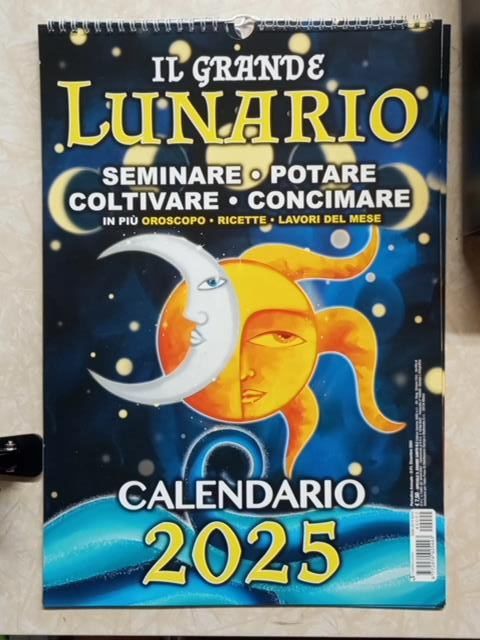 IL GRANDE
LUNARIO
SEMINARE • POTARE
COLTIVARE • CONCIMARE
IN PIÙ OROSCOPO • RICETTE • LAVORI DEL MESE
CALENDARIO
2025